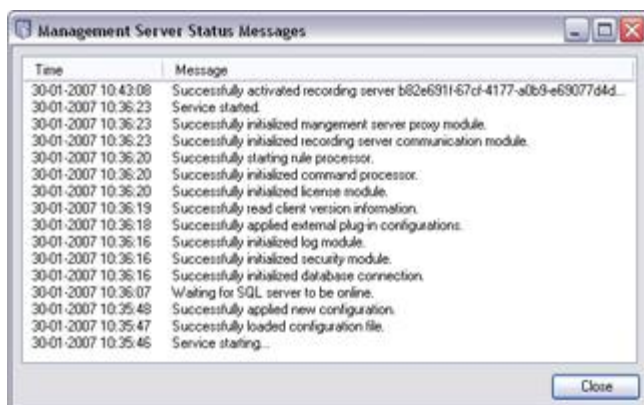 Management Server Status Messages
Time Message
30-01-2007 10:43:08 Successfully activated recording server b82e691f-67cf-4177-a0b9-e69077d4d...
30-01-2007 10:36:23 Service started.
30-01-2007 10:36:23 Successfully initialized mangement server proxy module.
30-01-2007 10:36:23 Successfully initialized recording server communication module.
30-01-2007 10:36:20 Successfully starting rule processor.
30-01-2007 10:36:20 Successfully initialized command processor.
30-01-2007 10:36:20 Successfully initialized license module.
30-01-2007 10:36:19 Successfully read client version information.
30-01-2007 10:36:18 Successfully applied external plug-in configurations.
30-01-2007 10:36:16 Successfully initialized log module.
30-01-2007 10:36:16 Successfully initialized security module.
30-01-2007 10:36:16 Successfully initialized database connection.
30-01-2007 10:36:07 Waiting for SQL server to be online.
30-01-2007 10:35:48 Successfully applied new configuration.
30-01-2007 10:35:47 Successfully loaded configuration file.
30-01-2007 10:35:46 Service starting...
Close